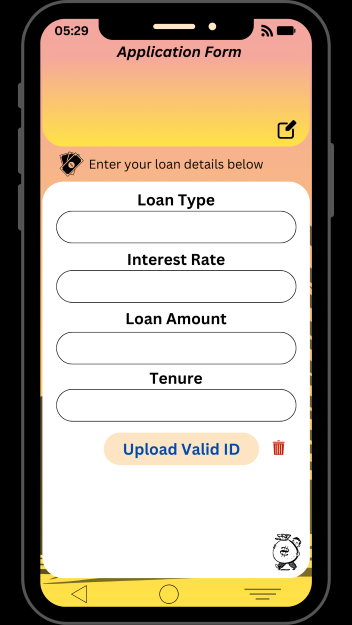 05:29
Application Form
Enter your loan details below
Loan Type
Interest Rate
Loan Amount
Tenure
Upload Valid ID